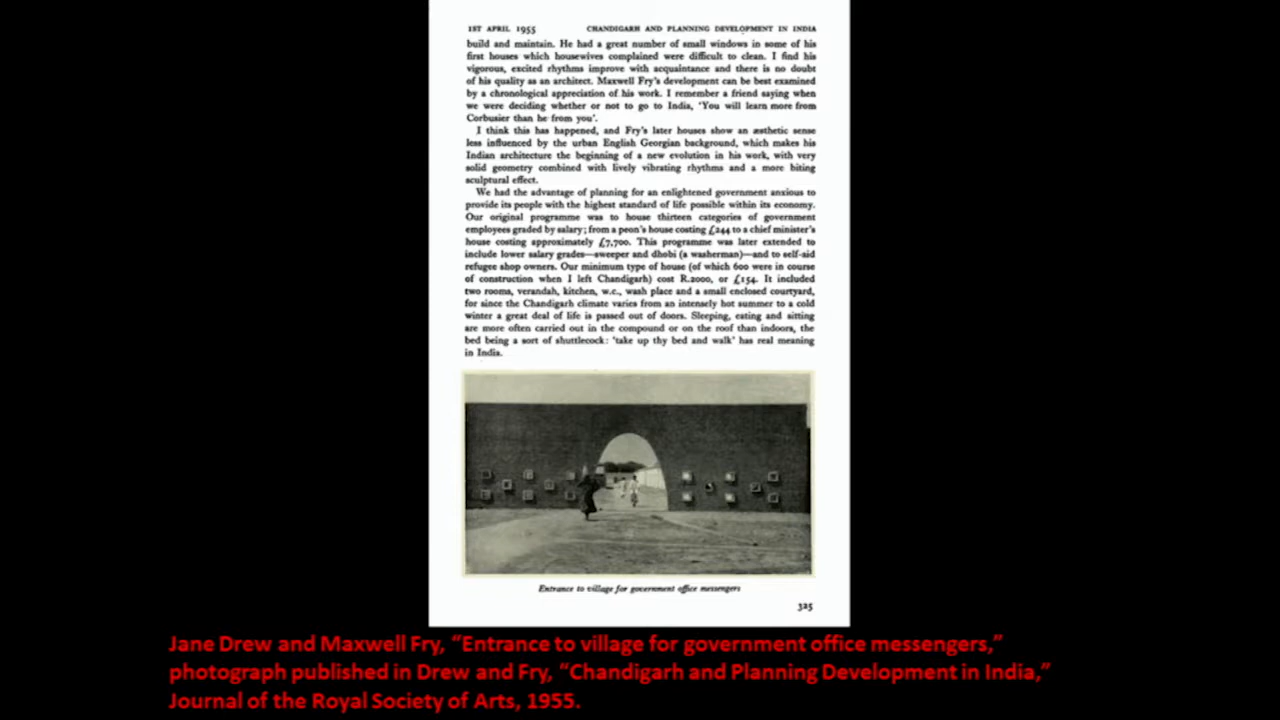 1ST APRIL 1955 CHANDIGARH AND PLANNING DEVELOPMENT IN INDIA
build and maintain. He had a great number of small windows in some of his
first houses which housewives complained were difficult to clean. I find his
vigorous, excited rhythms improve with acquaintance and there is no doubt
of his quality as an architect. Maxwell Fry's development can be best examined
by a chronological appreciation of his work. I remember a friend saying when
we were deciding whether or not to go to India, 'You will learn more from
Corbusier than he from you'.
I think this has happened, and Fry's later houses show an æsthetic sense
less influenced by the urban English Georgian background, which makes his
Indian architecture the beginning of a new evolution in his work, with very
solid geometry combined with lively vibrating rhythms and a more biting
sculptural effect.
We had the advantage of planning for an enlightened government anxious to
provide its people with the highest standard of life possible within its economy.
Our original programme was to house thirteen categories of government
employees graded by salary; from a peon's house costing £244 to a chief minister's
house costing approximately £7,700. This programme was later extended to
include lower salary grades—sweeper and dhobi (a washerman)—and to self-aid
refugee shop owners. Our minimum type of house (of which 600 were in course
of construction when I left Chandigarh) cost R.2000, or £154. It included
two rooms, verandah, kitchen, w.c., wash place and a small enclosed courtyard,
for since the Chandigarh climate varies from an intensely hot summer to a cold
winter a great deal of life is passed out of doors. Sleeping, eating and sitting
are more often carried out in the compound or on the roof than indoors, the
bed being a sort of shuttlecock: 'take up thy bed and walk' has real meaning
in India.
Entrance to village for government office messengers
325
Jane Drew and Maxwell Fry, “Entrance to village for government office messengers,”
photograph published in Drew and Fry, “Chandigarh and Planning Development in India,”
Journal of the Royal Society of Arts, 1955.